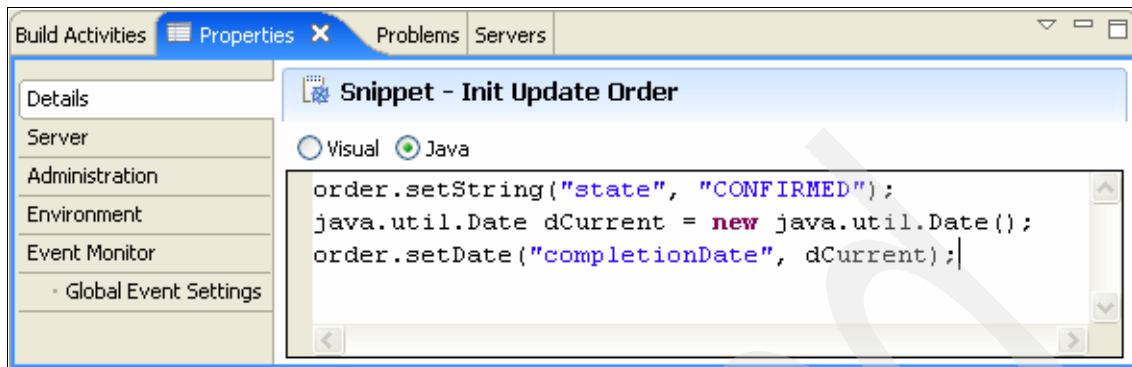 Build Activities Properties Problems Servers
Details
Server
Administration
Environment
Event Monitor
Global Event Settings
Snippet - Init Update Order
Visual Java
order.setString("state", "CONFIRMED");
java.util.Date dCurrent = new java.util.Date();
order.setDate("completionDate", dCurrent);